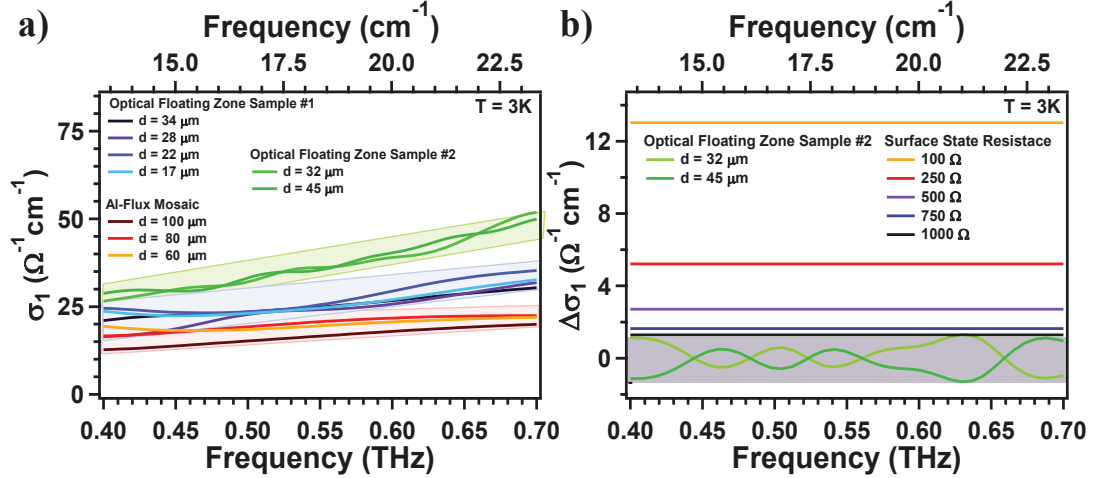 a)
Frequency (cm⁻¹)
15.0 17.5 20.0 22.5
Optical Floating Zone Sample #1
d = 34 μm
d = 28 μm
d = 22 μm
d = 17 μm
T = 3K
Optical Floating Zone Sample #2
d = 32 μm
d = 45 μm
Al-Flux Mosaic
d = 100 μm
d = 80 μm
d = 60 μm
75
50
25
0
σ₁ (Ω⁻¹cm⁻¹)
0.40 0.45 0.50 0.55 0.60 0.65 0.70
Frequency (THz)
b)
Frequency (cm⁻¹)
15.0 17.5 20.0 22.5
T = 3K
Optical Floating Zone Sample #2
d = 32 μm
d = 45 μm
Surface State Resistace
100 Ω
250 Ω
500 Ω
750 Ω
1000 Ω
12
8
4
0
Δσ₁ (Ω⁻¹cm⁻¹)
0.40 0.45 0.50 0.55 0.60 0.65 0.70
Frequency (THz)